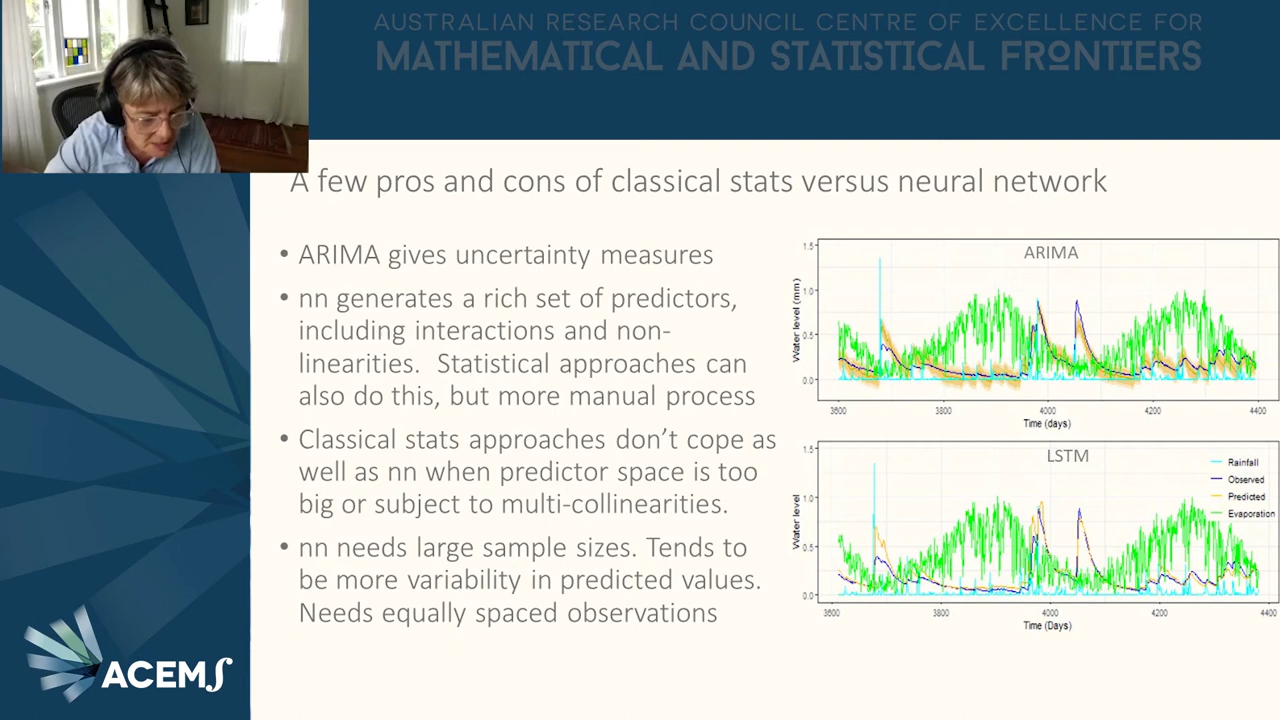 AUSTRALIAN RESEARCH COUNCIL CENTRE OF EXCELLENCE FOR
MATHEMATICAL AND STATISTICAL FRONTIERS
A few pros and cons of classical stats versus neural network
• ARIMA gives uncertainty measures
• nn generates a rich set of predictors,
including interactions and non-
linearities. Statistical approaches can
also do this, but more manual process
• Classical stats approaches don’t cope as
well as nn when predictor space is too
big or subject to multi-collinearities.
• nn needs large sample sizes. Tends to
be more variability in predicted values.
Needs equally spaced observations
ARIMA
Water level (mm)
1.5
1.0
0.5
0.0
3600 3800 4000 4200 4400
Time (days)
LSTM
Water level
1.5
1.0
0.5
0.0
Rainfall
Observed
Predicted
Evaporation
3600 3800 4000 4200 4400
Time (Days)
ACEMS